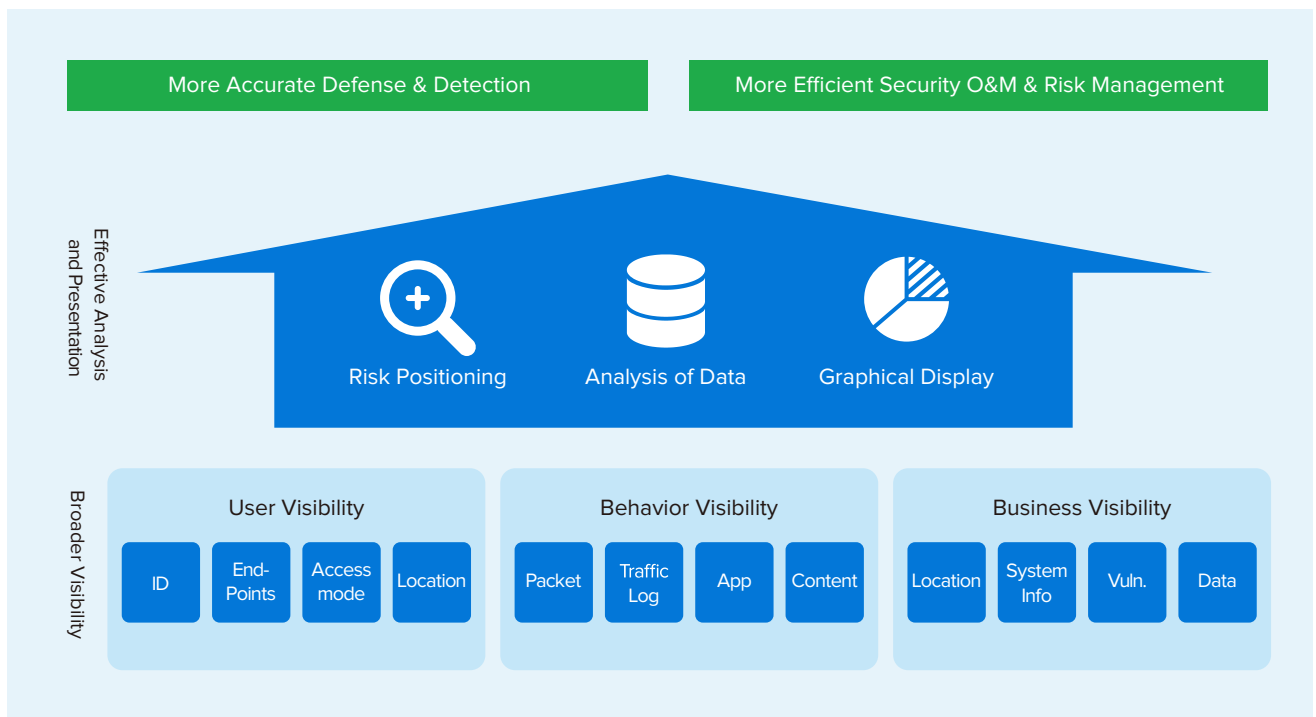 More Accurate Defense & Detection
More Efficient Security O&M & Risk Management
Effective Analysis
and Presentation
Risk Positioning
Analysis of Data
Graphical Display
Broader Visibility
User Visibility
ID
End-
Points
Access
mode
Location
Behavior Visibility
Packet
Traffic
Log
App
Content
Business Visibility
Location
System
Info
Vuln.
Data